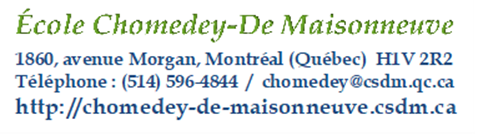 École Chomedey-De Maisonneuve
1860, avenue Morgan, Montréal (Québec)  H1V 2R2
Téléphone : (514) 596-4844  /  chomedey@csdm.qc.ca
http://chomedey-de-maisonneuve.csdm.ca